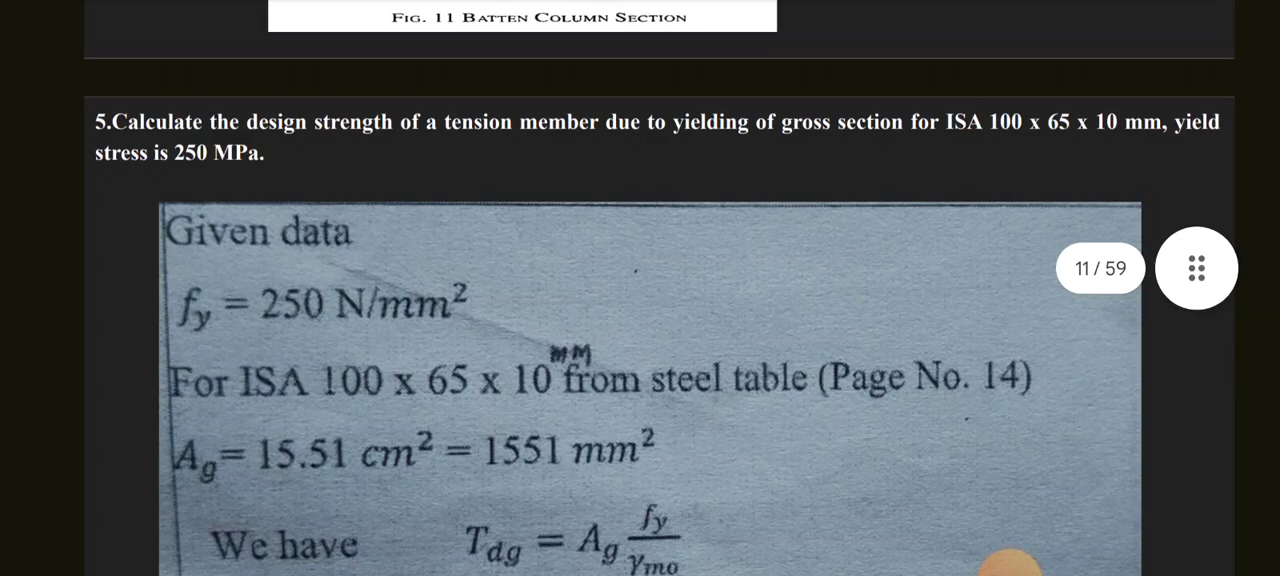 FIG. 11 BATTEN COLUMN SECTION
5.Calculate the design strength of a tension member due to yielding of gross section for ISA 100 x 65 x 10 mm, yield
stress is 250 MPa.
Given data
11 / 59
f_y = 250 N/mm²
MM
For ISA 100 x 65 x 10 from steel table (Page No. 14)
A_g = 15.51 cm² = 1551 mm²
We have T_dg = A_g f_y / γ_mo